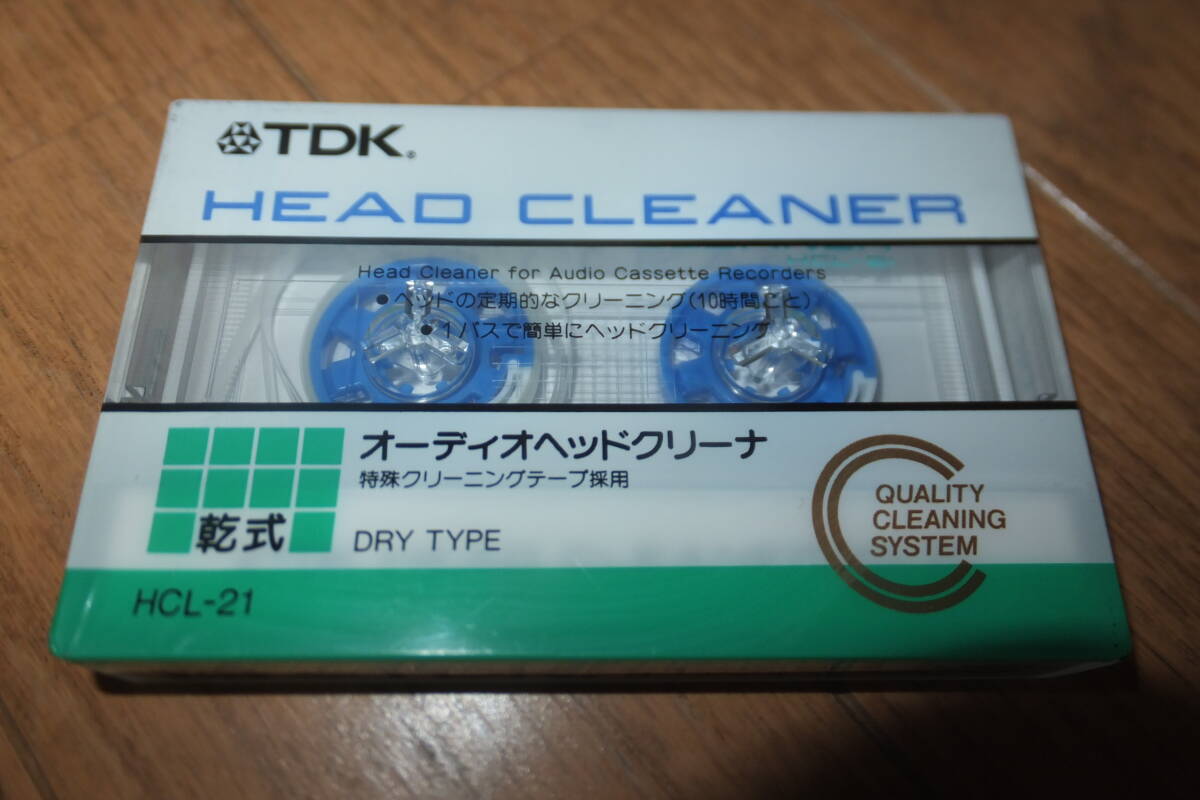 TDK®
HEAD CLEANER
Head Cleaner for Audio Cassette Recorders
●ヘッドの定期的なクリーニング(10時間ごと)
●1パスで簡単にヘッドクリーニング
オーディオヘッドクリーナ
特殊クリーニングテープ採用
乾式
DRY TYPE
QUALITY
CLEANING
SYSTEM
HCL-21